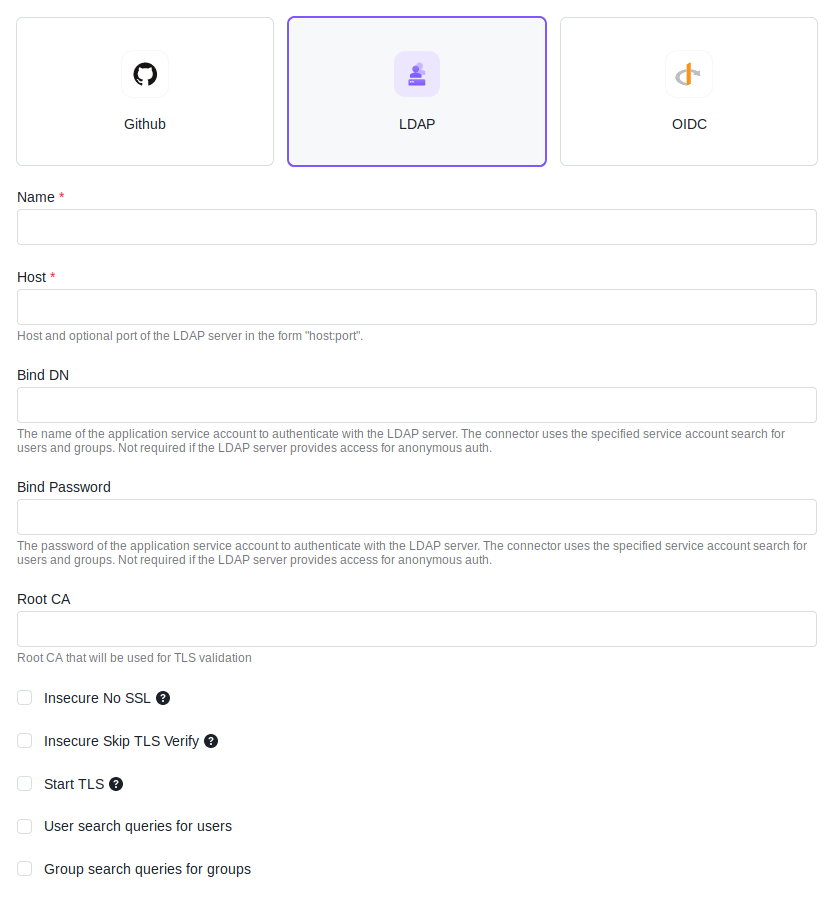 Github
LDAP
OIDC
Name *
Host *
Host and optional port of the LDAP server in the form "host:port".
Bind DN
The name of the application service account to authenticate with the LDAP server. The connector uses the specified service account search for
users and groups. Not required if the LDAP server provides access for anonymous auth.
Bind Password
The password of the application service account to authenticate with the LDAP server. The connector uses the specified service account search for
users and groups. Not required if the LDAP server provides access for anonymous auth.
Root CA
Root CA that will be used for TLS validation
Insecure No SSL ?
Insecure Skip TLS Verify ?
Start TLS ?
User search queries for users
Group search queries for groups